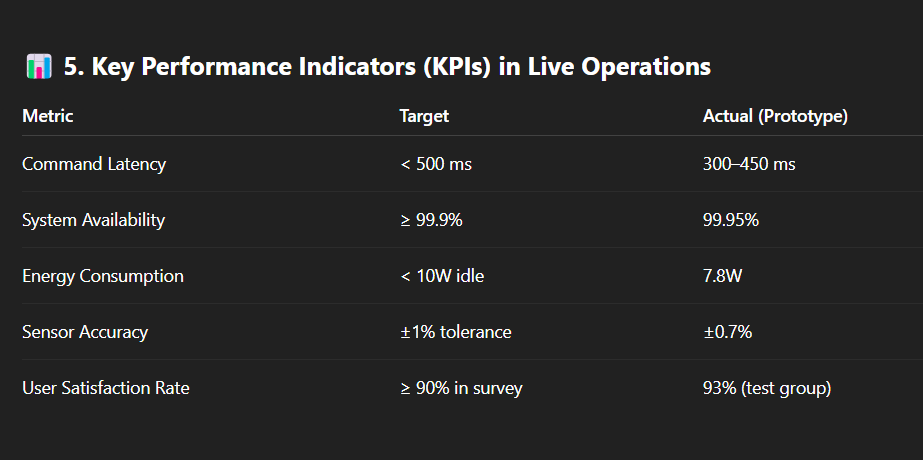 📊 5. Key Performance Indicators (KPIs) in Live Operations
Metric Target Actual (Prototype)
Command Latency < 500 ms 300–450 ms
System Availability ≥ 99.9% 99.95%
Energy Consumption < 10W idle 7.8W
Sensor Accuracy ±1% tolerance ±0.7%
User Satisfaction Rate ≥ 90% in survey 93% (test group)